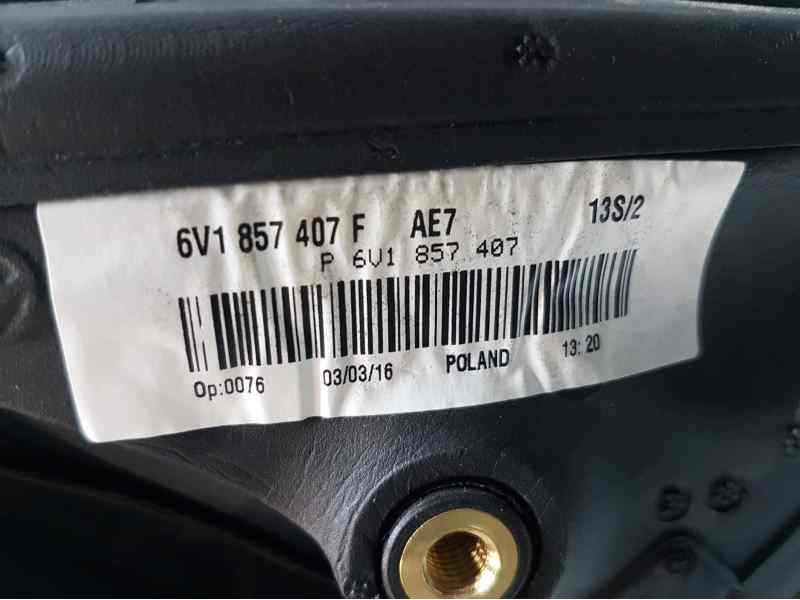 6V1 857 407 F AE7 13S/2
P 6V1 857 407
Op:0076 03/03/16 POLAND 13:20